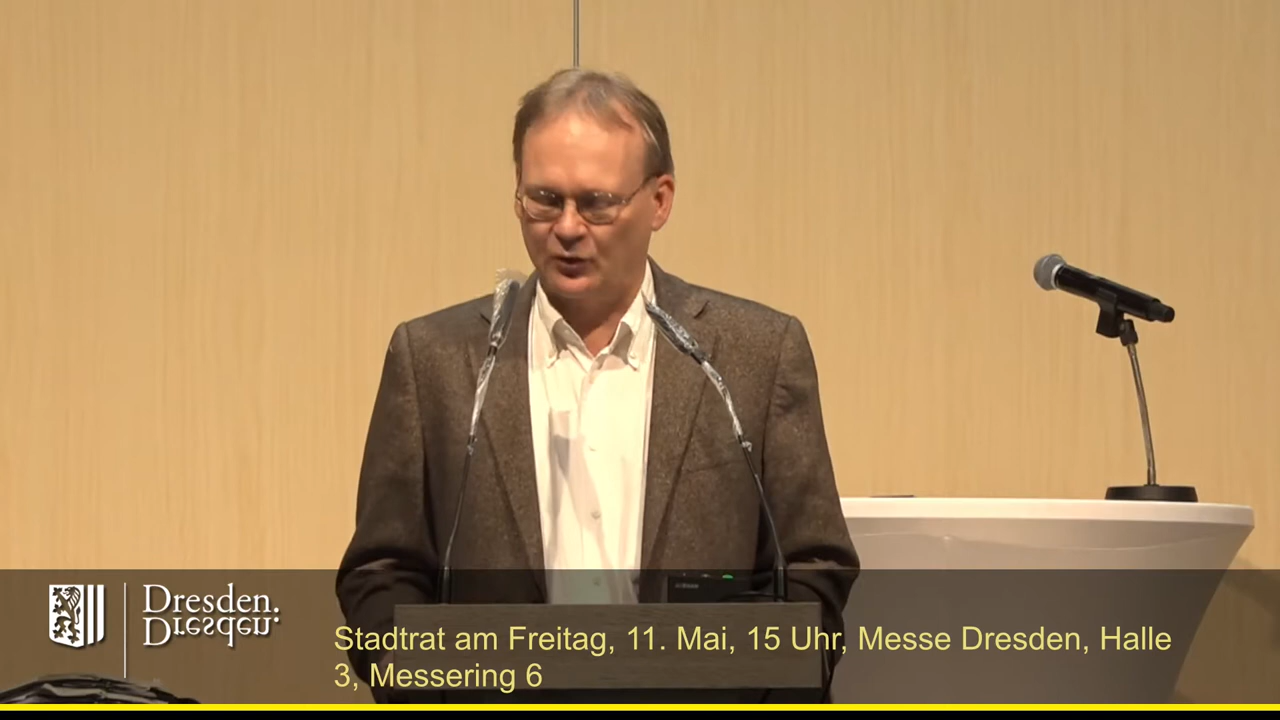 Dresden.
Dresden.
Stadtrat am Freitag, 11. Mai, 15 Uhr, Messe Dresden, Halle
3, Messering 6